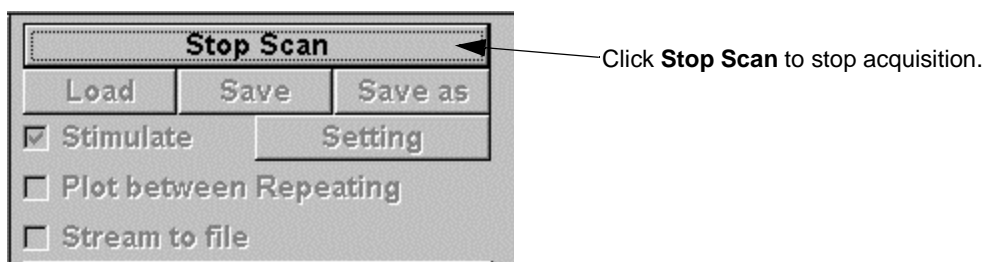 Stop Scan
Click Stop Scan to stop acquisition.
Load Save Save as
Stimulate Setting
Plot between Repeating
Stream to file